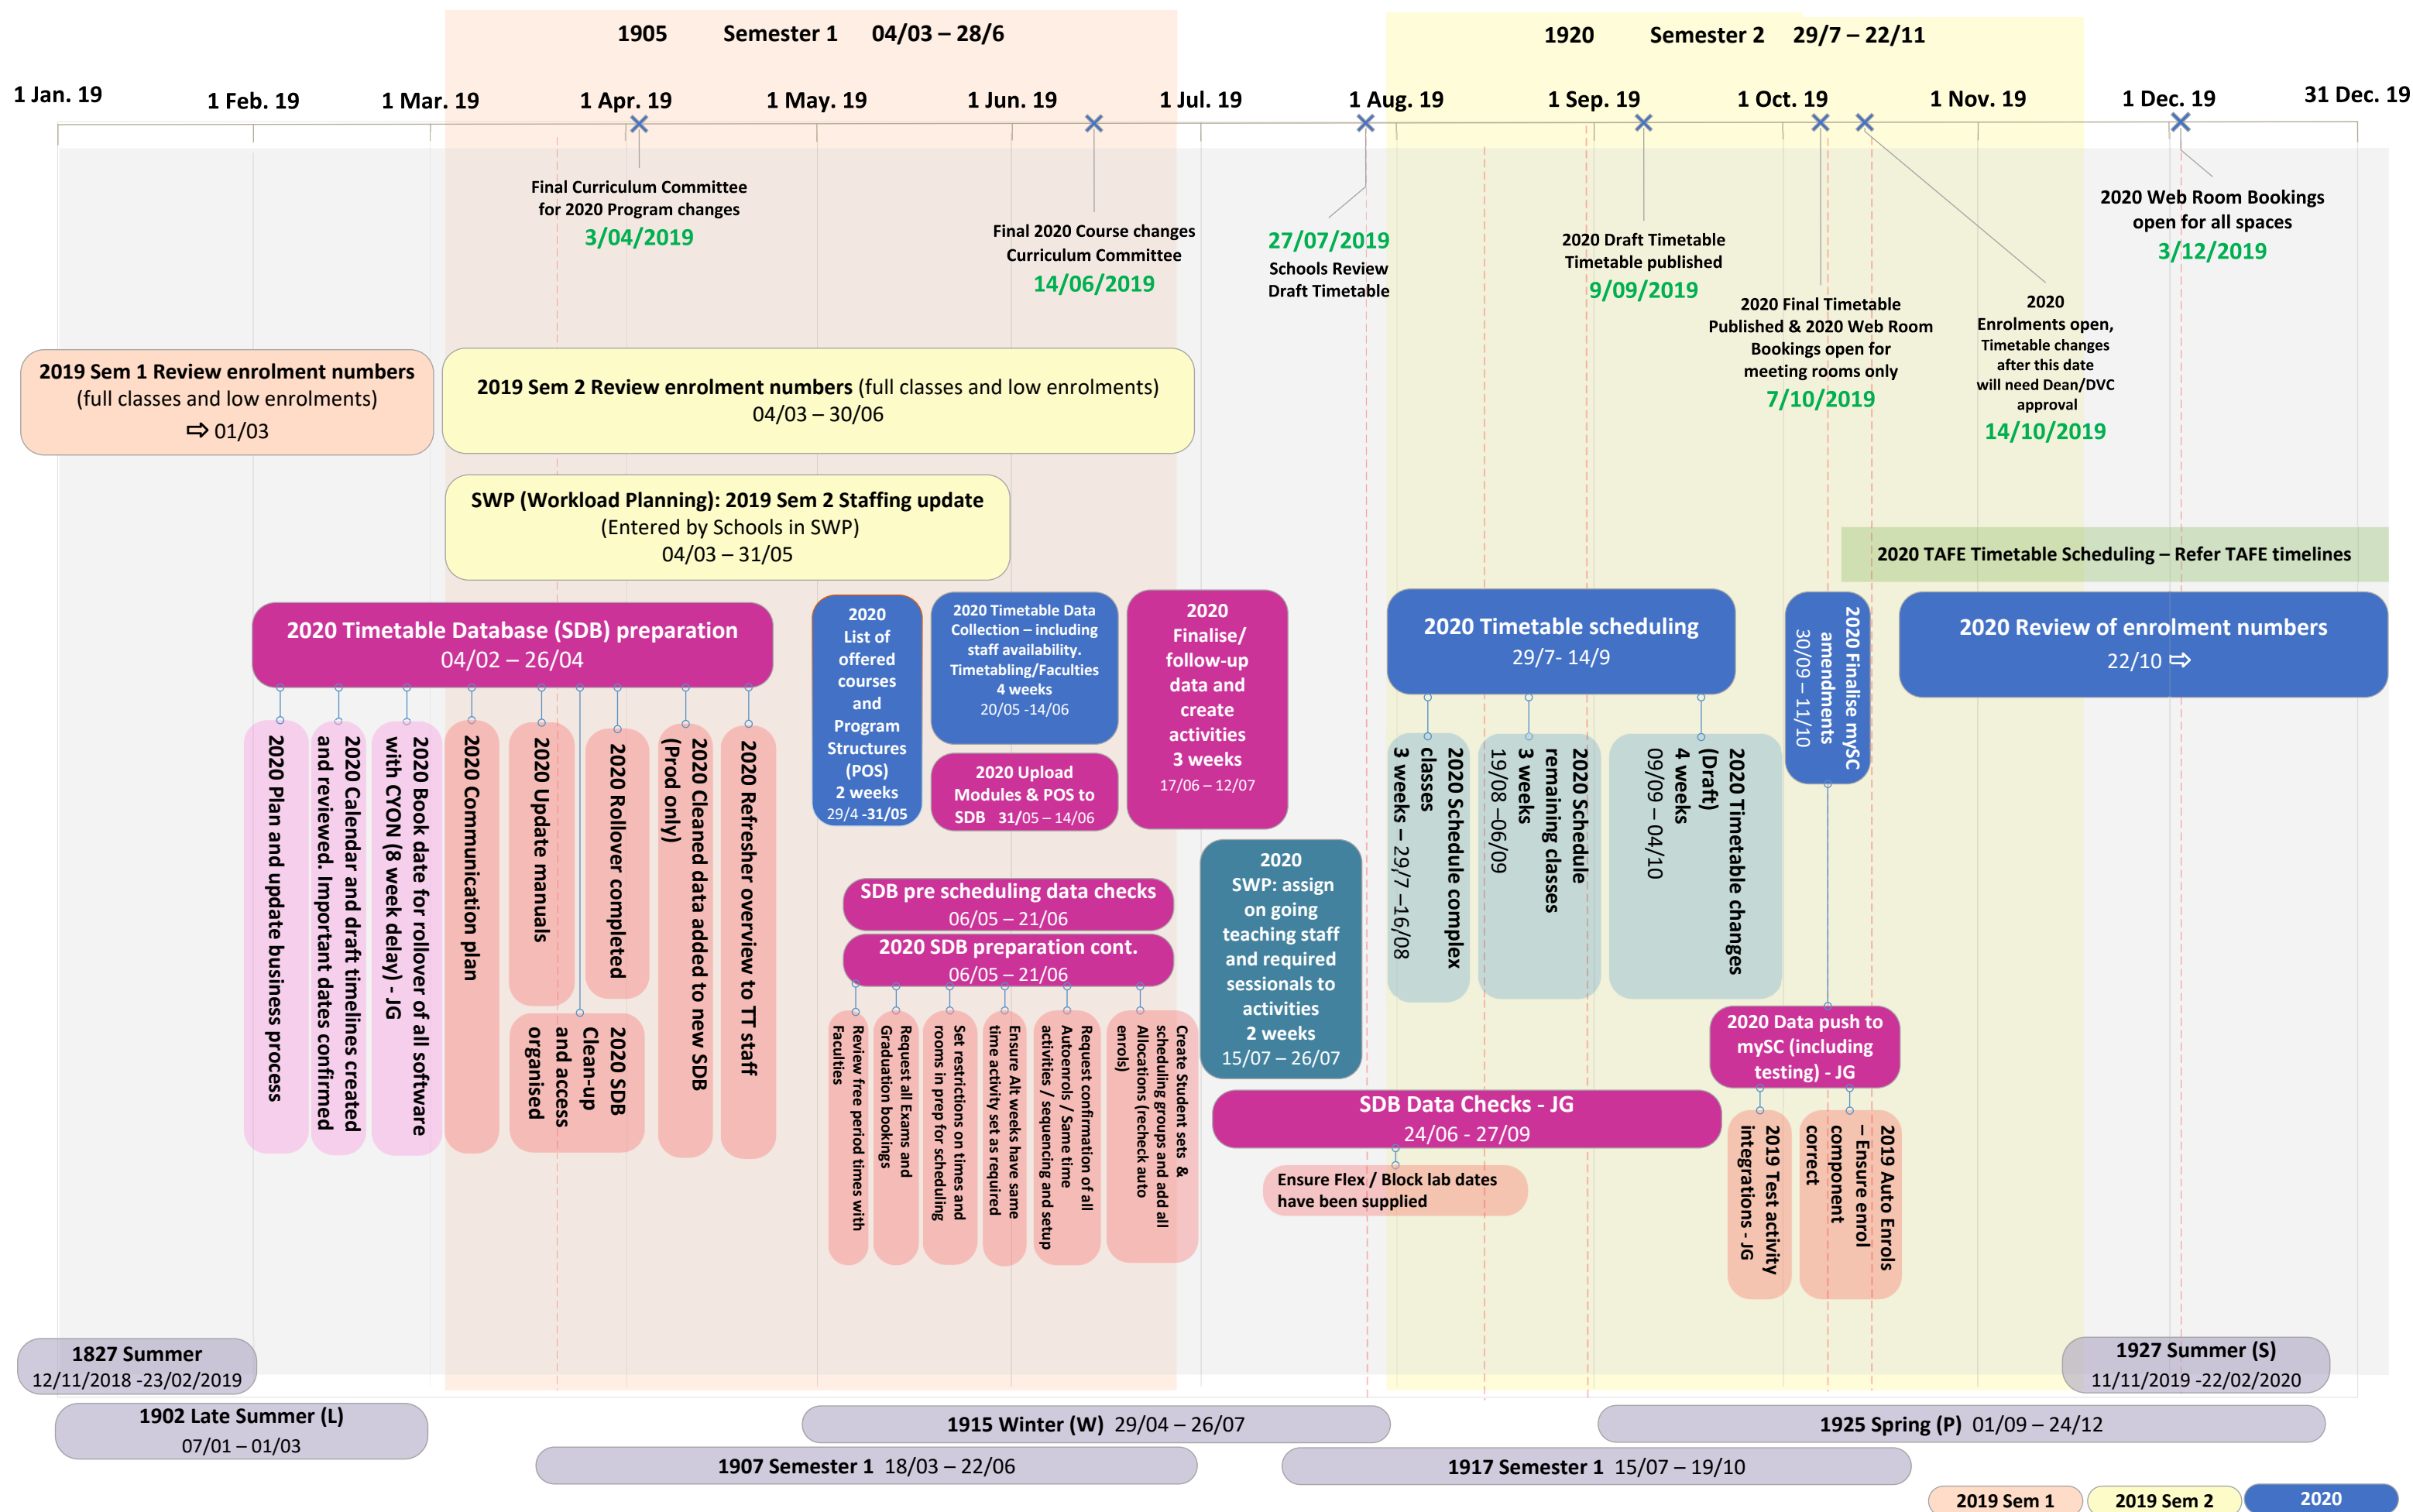 1905 Semester 1 04/03 – 28/6
1920 Semester 2 29/7 – 22/11
1 Jan. 19
1 Feb. 19
1 Mar. 19
1 Apr. 19
1 May. 19
1 Jun. 19
1 Jul. 19
1 Aug. 19
1 Sep. 19
1 Oct. 19
1 Nov. 19
1 Dec. 19
31 Dec. 19
Final Curriculum Committee
for 2020 Program changes
3/04/2019
Final 2020 Course changes
Curriculum Committee
14/06/2019
27/07/2019
Schools Review
Draft Timetable
2020 Draft Timetable
Timetable published
9/09/2019
2020 Final Timetable
Published & 2020 Web Room
Bookings open for
meeting rooms only
7/10/2019
2020
Enrolments open,
Timetable changes
after this date
will need Dean/DVC
approval
14/10/2019
2020 Web Room Bookings
open for all spaces
3/12/2019
2019 Sem 1 Review enrolment numbers
(full classes and low enrolments)
⇨ 01/03
2019 Sem 2 Review enrolment numbers (full classes and low enrolments)
04/03 – 30/06
SWP (Workload Planning): 2019 Sem 2 Staffing update
(Entered by Schools in SWP)
04/03 – 31/05
2020 TAFE Timetable Scheduling – Refer TAFE timelines
2020 Timetable Database (SDB) preparation
04/02 – 26/04
2020 Plan and update business process
2020 Calendar and draft timelines created
and reviewed. Important dates confirmed
2020 Book date for rollover of all software
with CYON (8 week delay) - JG
2020 Communication plan
2020 Update manuals
2020 SDB
Clean-up
and access
organised
2020 Rollover completed
2020 Cleaned data added to new SDB
(Prod only)
2020 Refresher overview to TT staff
2020
List of
offered
courses
and
Program
Structures
(POS)
2 weeks
29/4 -31/05
2020 Timetable Data
Collection – including
staff availability.
Timetabling/Faculties
4 weeks
20/05 -14/06
2020 Upload
Modules & POS to
SDB 31/05 – 14/06
2020
Finalise/
follow-up
data and
create
activities
3 weeks
17/06 – 12/07
SDB pre scheduling data checks
06/05 – 21/06
2020 SDB preparation cont.
06/05 – 21/06
Review free period times with
Faculties
Request all Exams and
Graduation bookings
Set restrictions on times and
rooms in prep for scheduling
Ensure Alt weeks have same
time activity set as required
Request confirmation of all
Autoenrols / Same time
activities / sequencing and setup
Create Student sets &
scheduling groups and add all
Allocations (recheck auto
enrols)
2020
SWP: assign
on going
teaching staff
and required
sessionals to
activities
2 weeks
15/07 – 26/07
SDB Data Checks - JG
24/06 - 27/09
Ensure Flex / Block lab dates
have been supplied
2020 Timetable scheduling
29/7- 14/9
2020 Schedule complex
classes
3 weeks – 29/7 –16/08
2020 Schedule
remaining classes
3 weeks
19/08 –06/09
2020 Timetable changes
(Draft)
4 weeks
09/09 – 04/10
2020 Finalise mySC
amendments
30/09 – 11/10
2020 Data push to
mySC (including
testing) - JG
2019 Test activity
integrations - JG
2019 Auto Enrols
– Ensure enrol
component
correct
2020 Review of enrolment numbers
22/10 ⇨
1827 Summer
12/11/2018 -23/02/2019
1927 Summer (S)
11/11/2019 -22/02/2020
1902 Late Summer (L)
07/01 – 01/03
1915 Winter (W) 29/04 – 26/07
1925 Spring (P) 01/09 – 24/12
1907 Semester 1 18/03 – 22/06
1917 Semester 1 15/07 – 19/10
2019 Sem 1
2019 Sem 2
2020